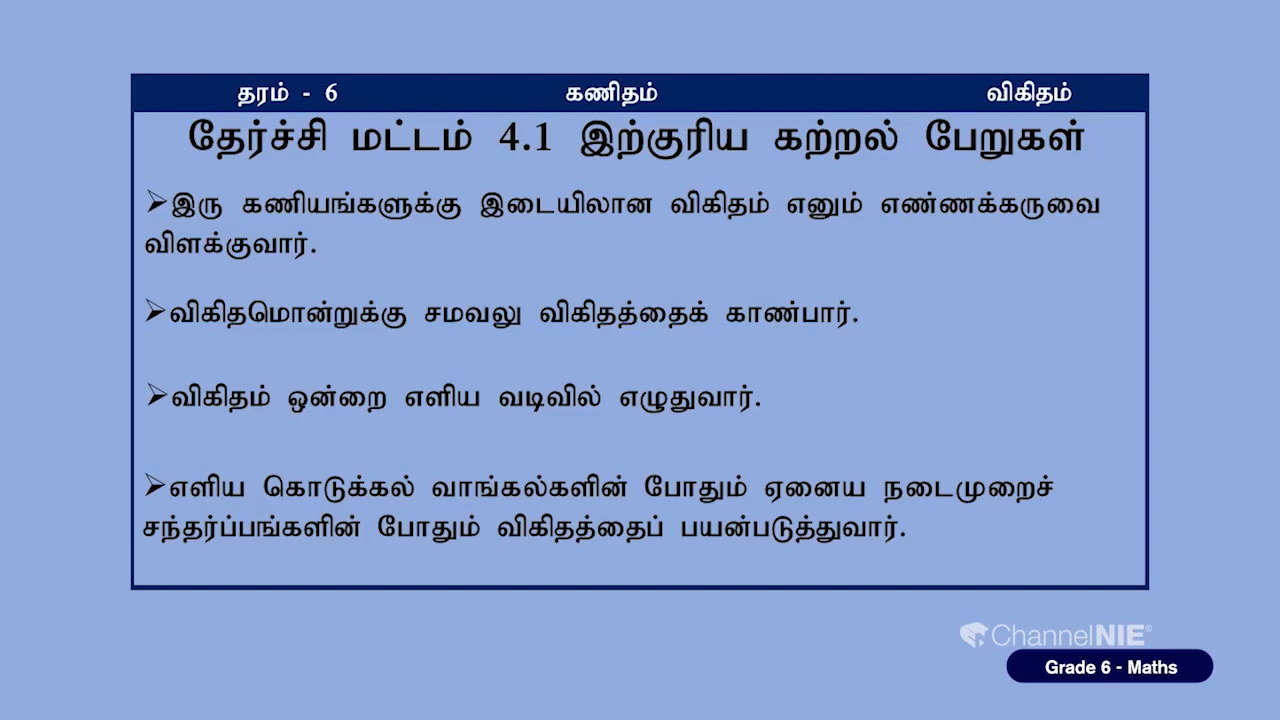 தரம் - 6 கணிதம் விகிதம்
தேர்ச்சி மட்டம் 4.1 இற்குரிய கற்றல் பேறுகள்
➢இரு கணியங்களுக்கு இடையிலான விகிதம் எனும் எண்ணக்கருவை
விளக்குவார்.
➢விகிதமொன்றுக்கு சமவலு விகிதத்தைக் காண்பார்.
➢விகிதம் ஒன்றை எளிய வடிவில் எழுதுவார்.
➢எளிய கொடுக்கல் வாங்கல்களின் போதும் ஏனைய நடைமுறைச்
சந்தர்ப்பங்களின் போதும் விகிதத்தைப் பயன்படுத்துவார்.
ChannelNIE®
Grade 6 - Maths